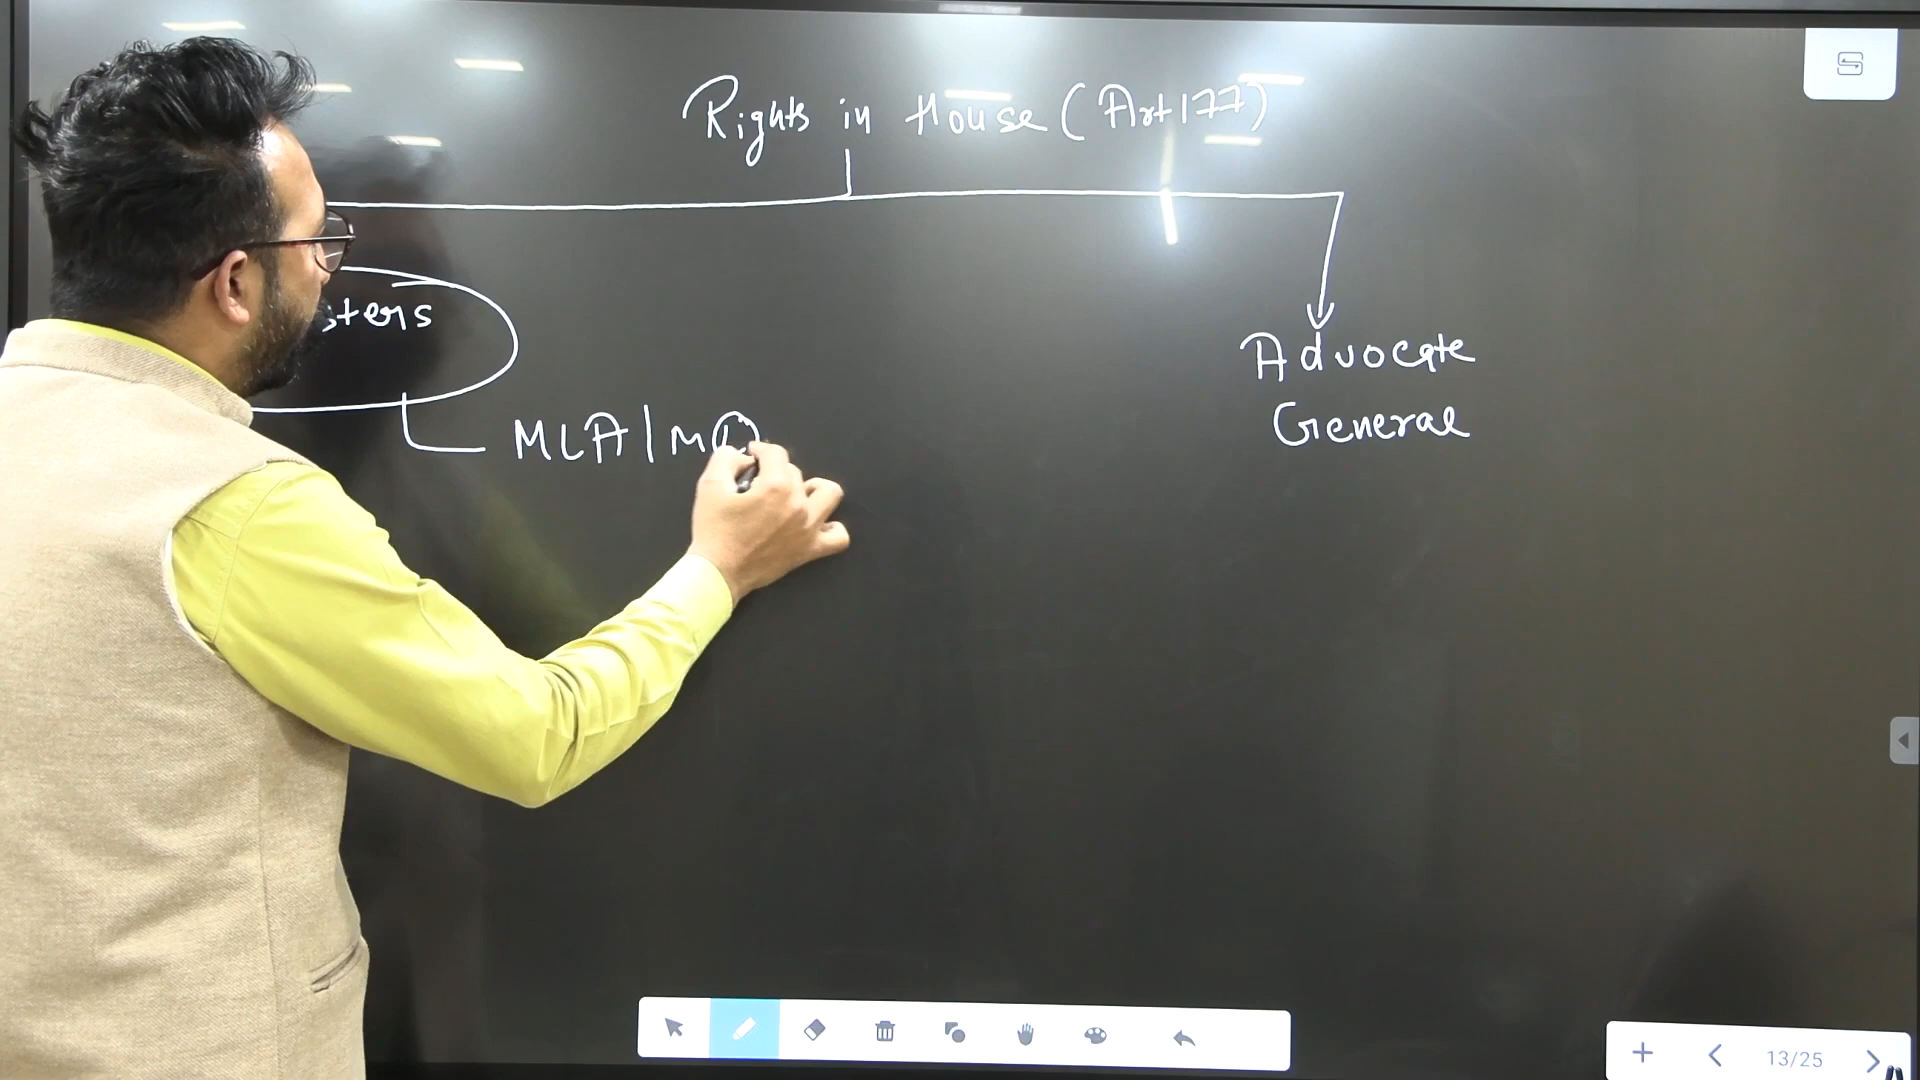 Rights in House (Art 177)
sters
Advocate
General
MLA | M
13/25